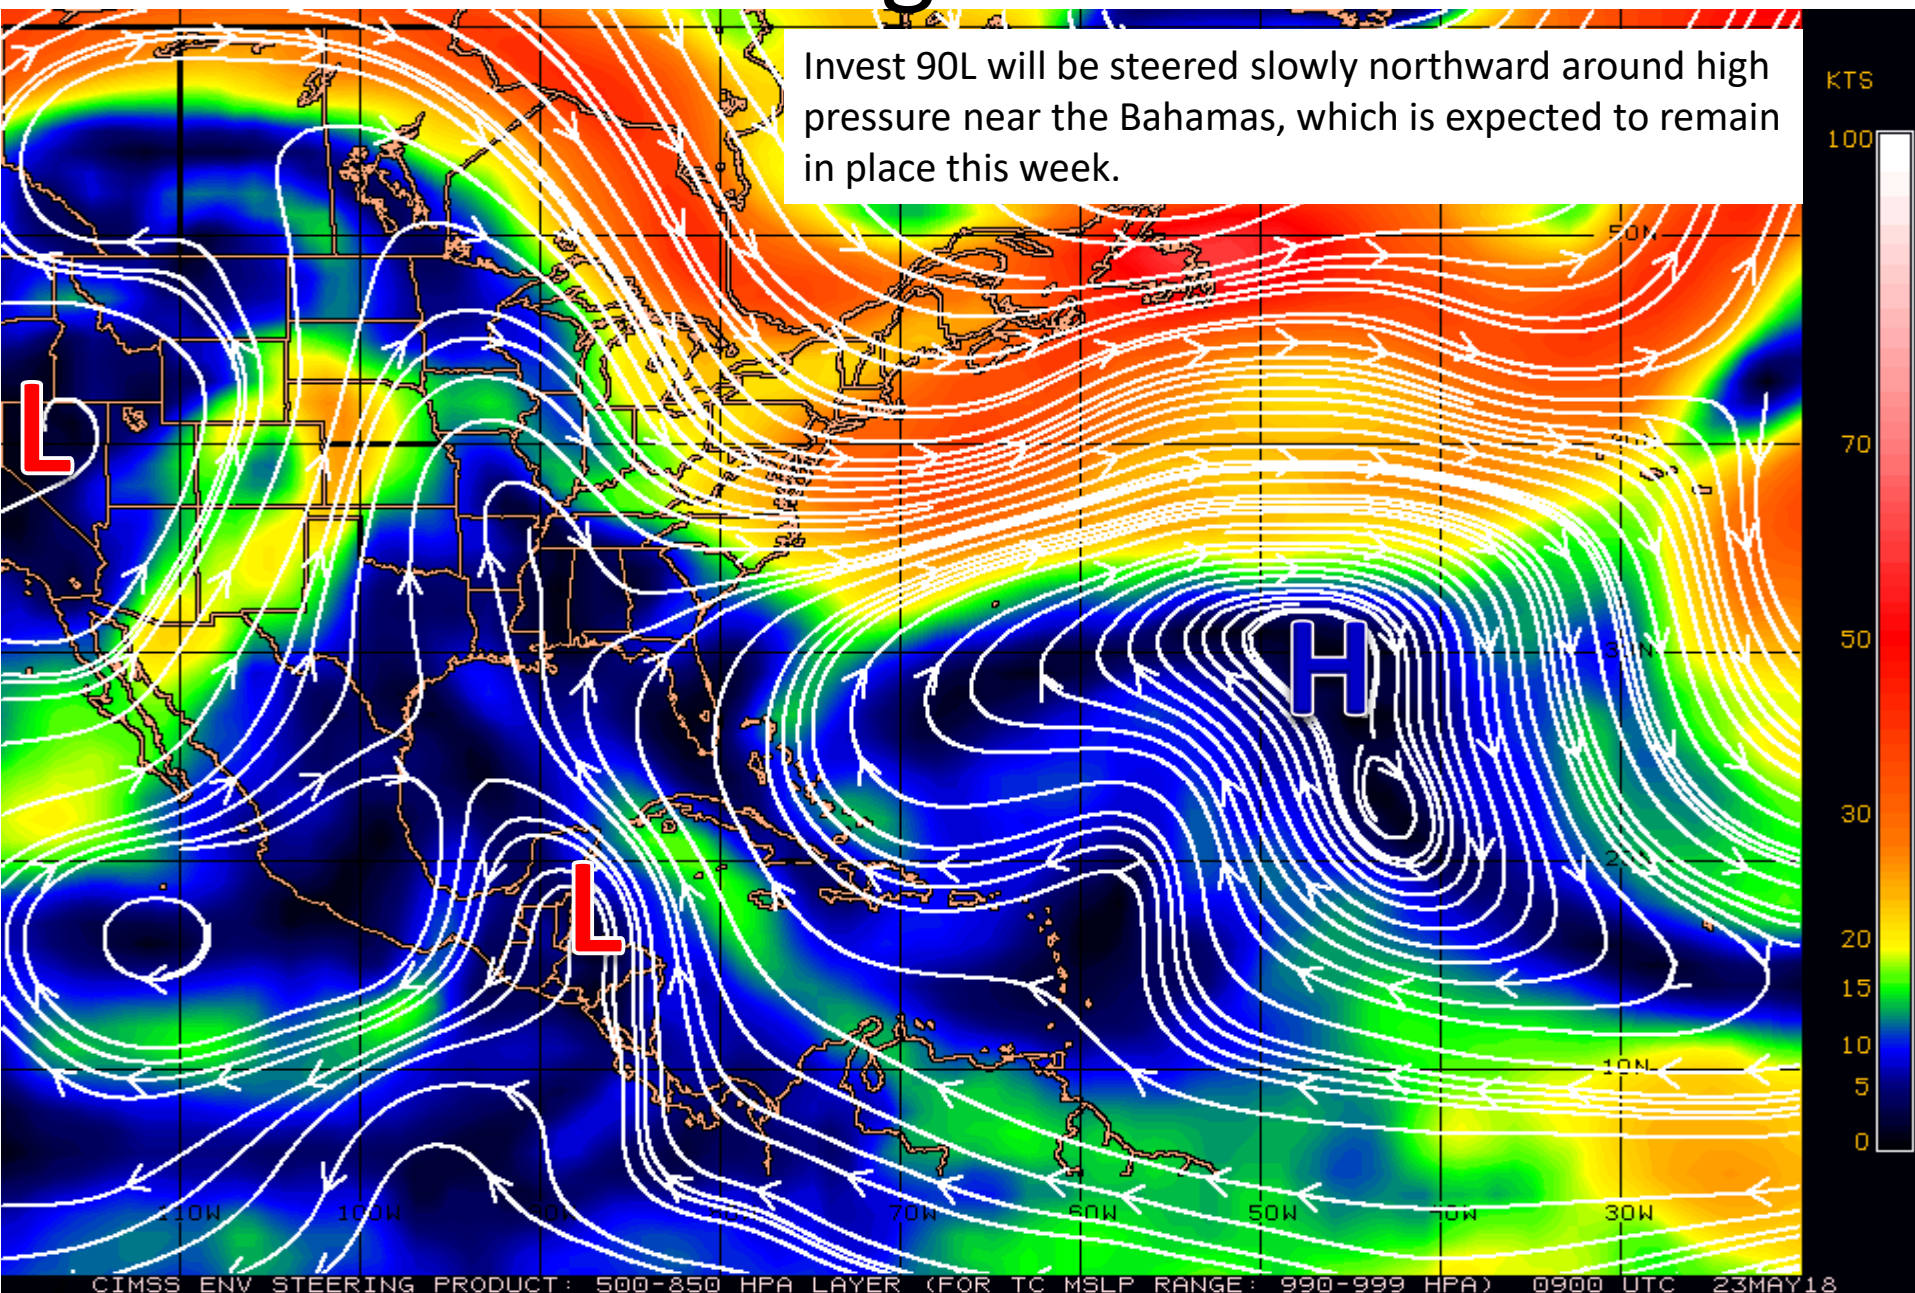 g
Invest 90L will be steered slowly northward around high
pressure near the Bahamas, which is expected to remain
in place this week.
KTS
100
50N
L
70
H
50
30N
30
20N
L
20
15
10
10N
5
0
110W 100W 70W 60W 50W 40W 30W
CIMSS ENV STEERING PRODUCT: 500-850 HPA LAYER (FOR TC MSLP RANGE: 990-999 HPA) 0900 UTC 23MAY18